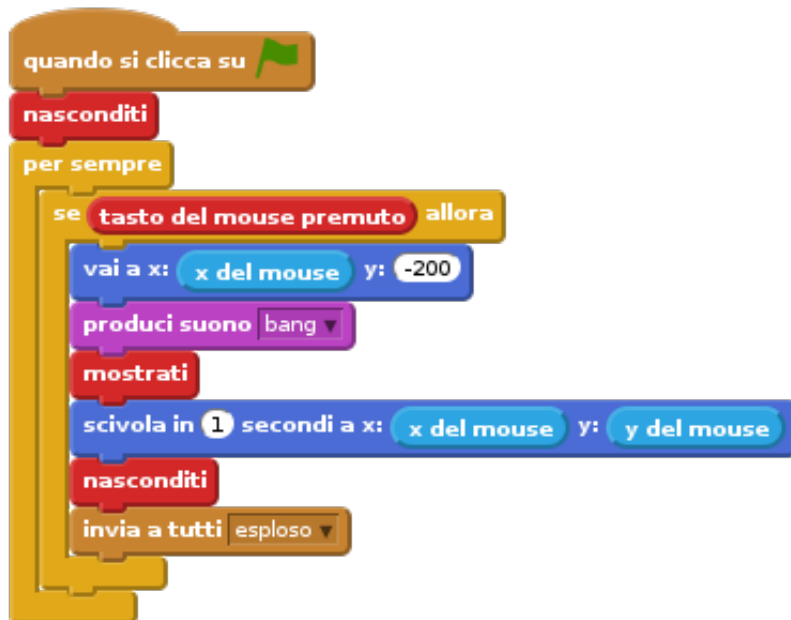 quando si clicca su
nasconditi
per sempre
se tasto del mouse premuto allora
vai a x: x del mouse y: -200
produci suono bang
mostrati
scivola in 1 secondi a x: x del mouse y: y del mouse
nasconditi
invia a tutti esploso